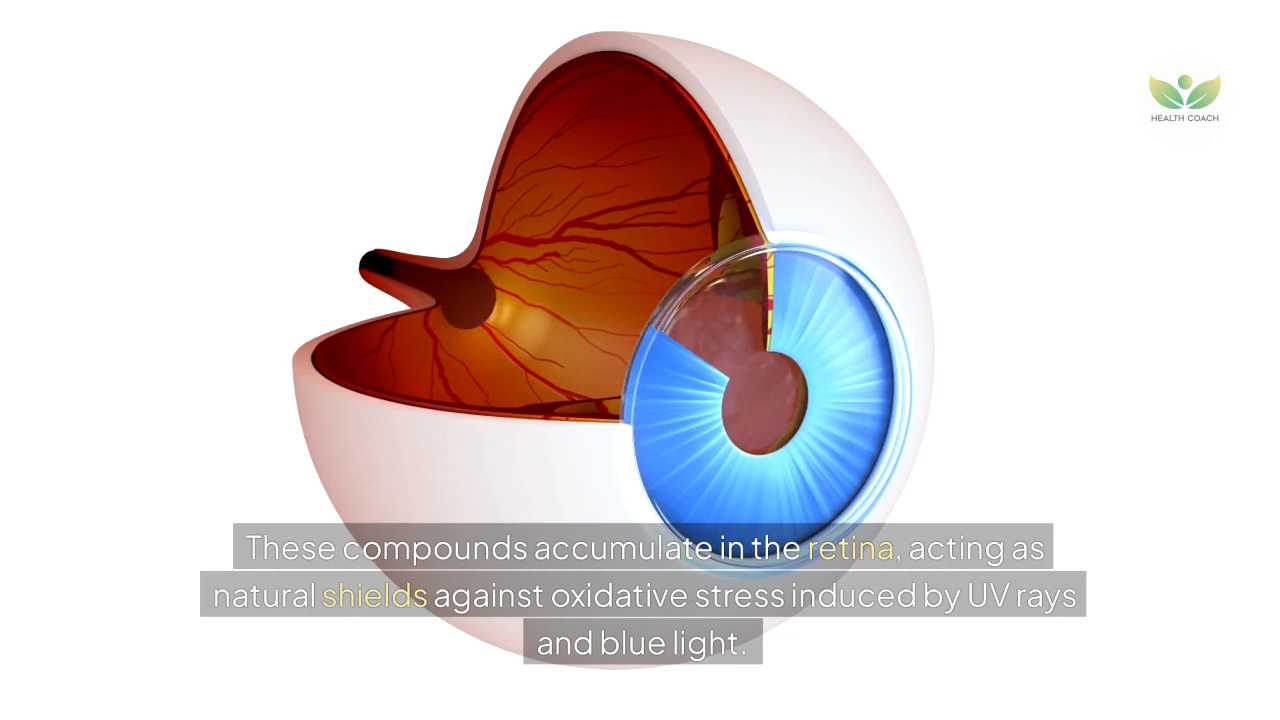 HEALTH COACH
These compounds accumulate in the retina, acting as
natural shields against oxidative stress induced by UV rays
and blue light.